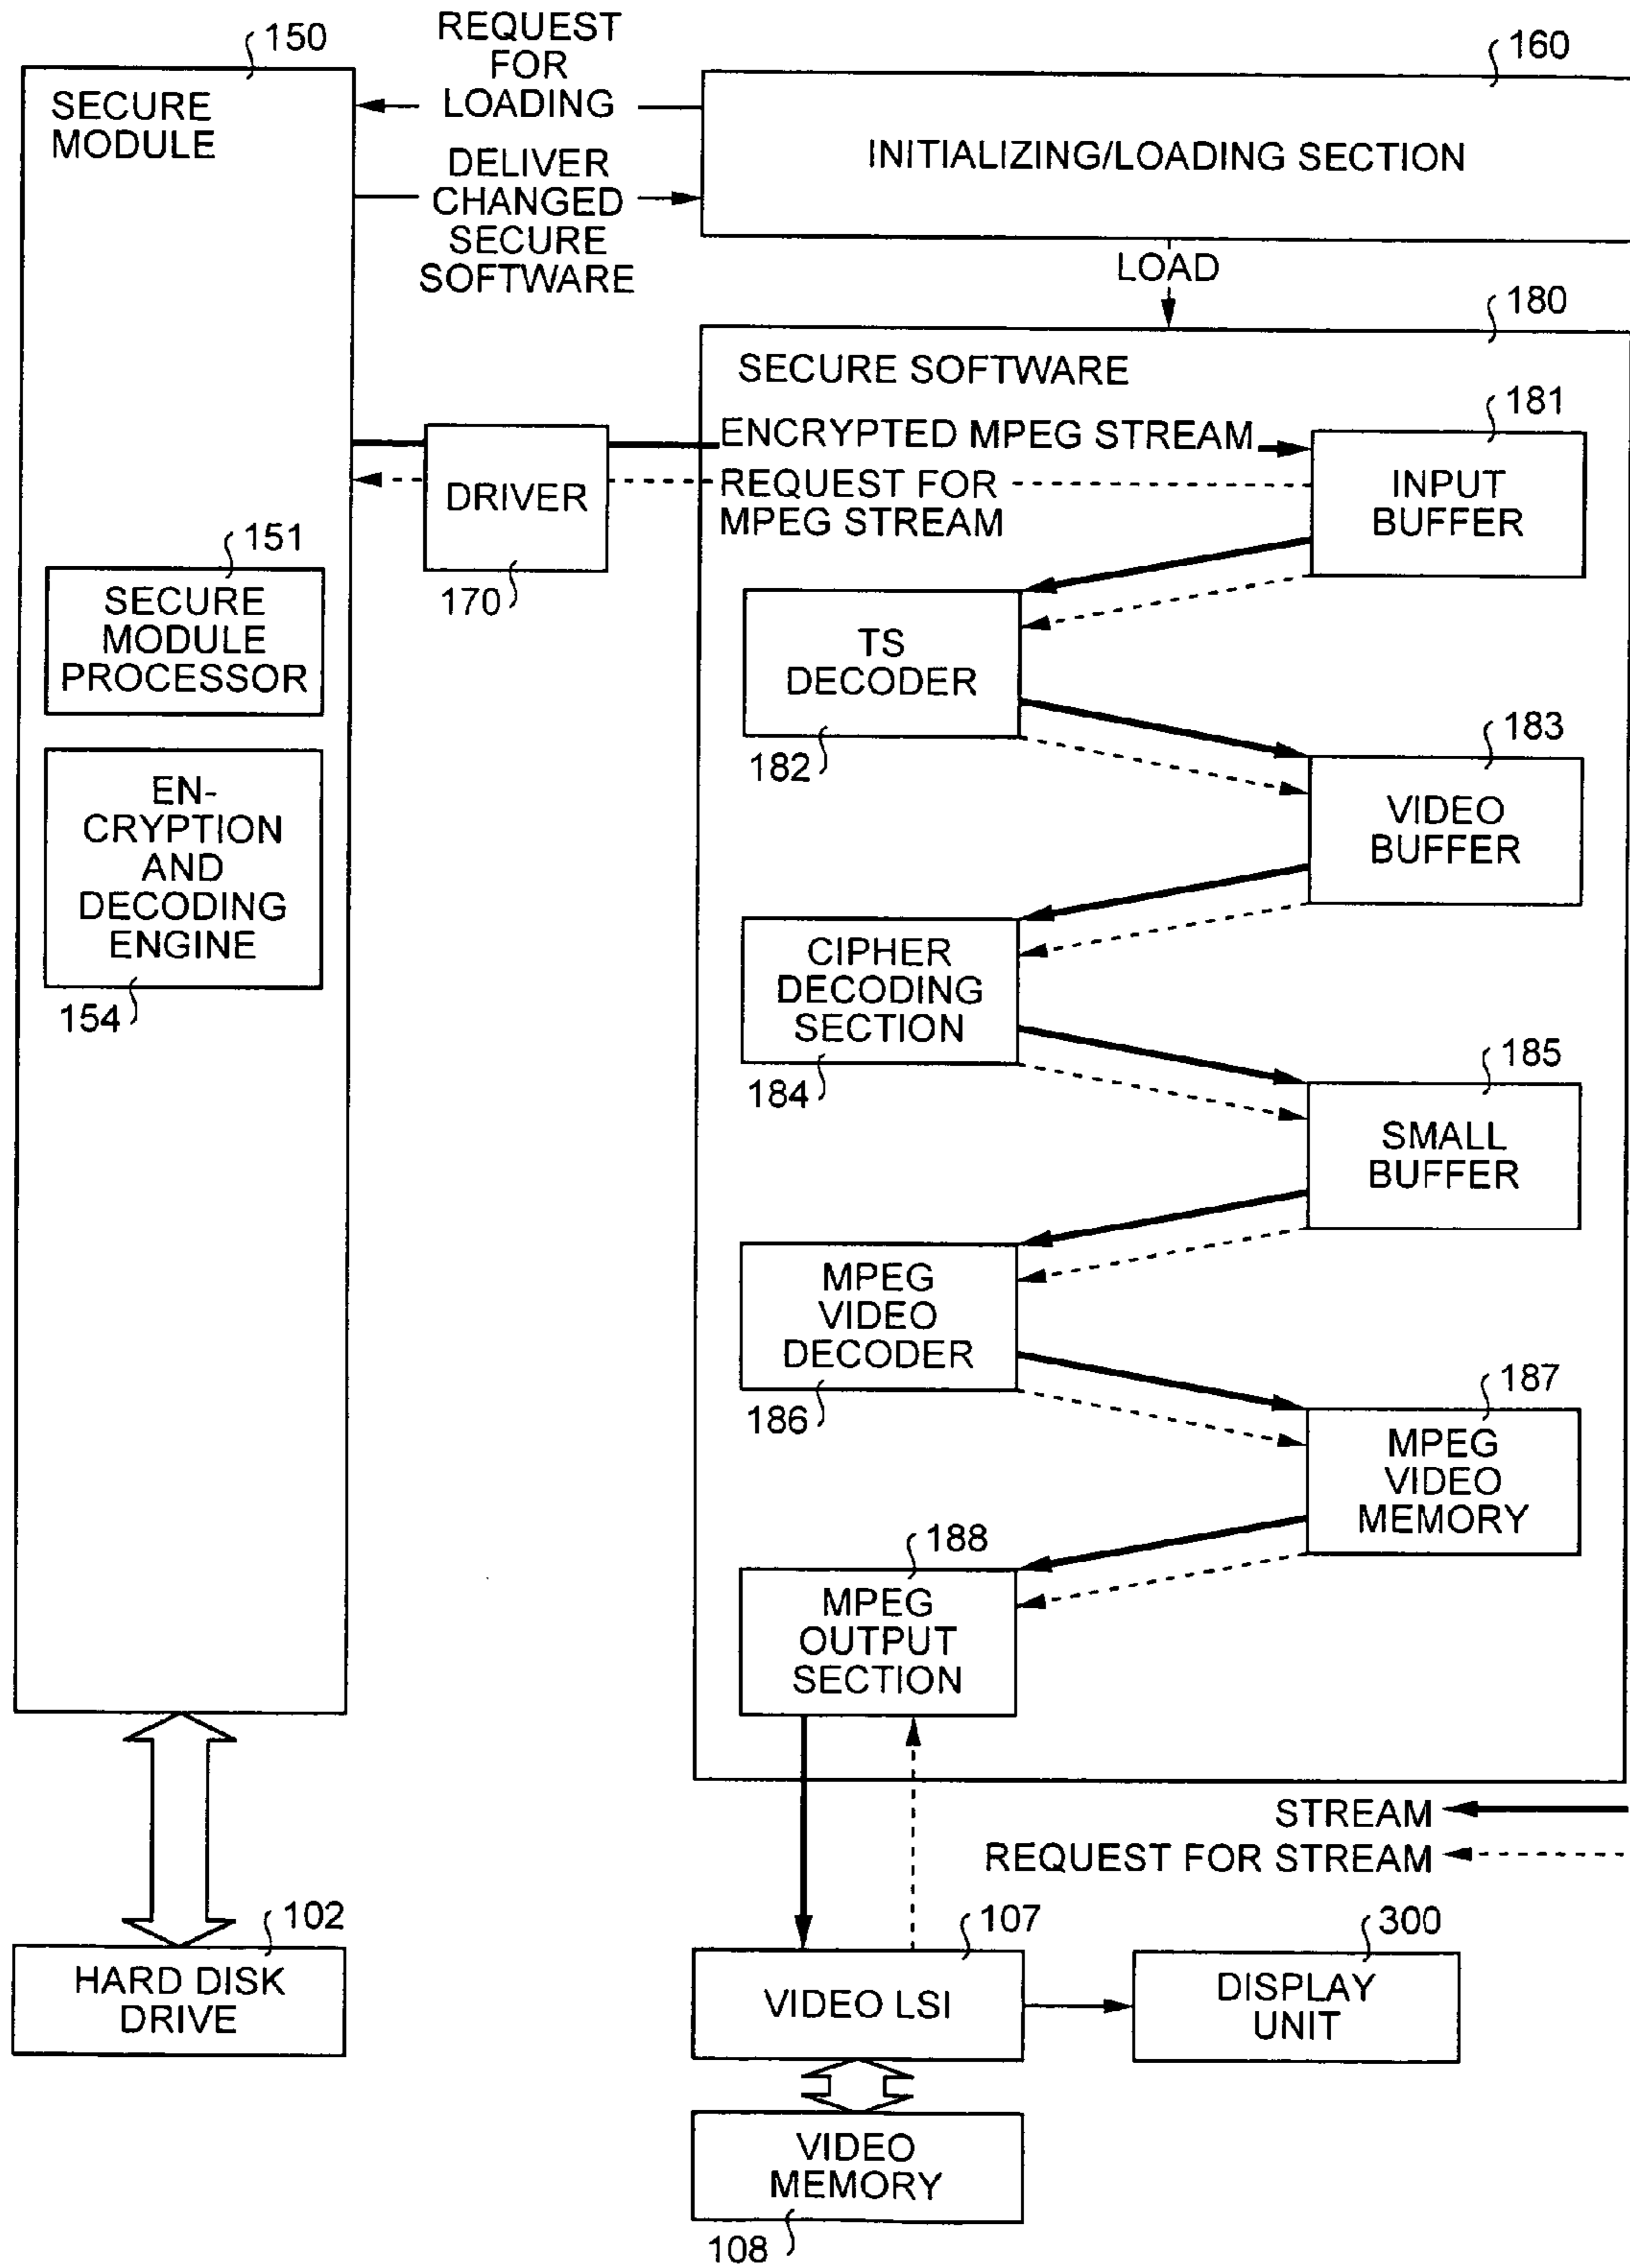 150
SECURE
MODULE
REQUEST
FOR
LOADING
DELIVER
CHANGED
SECURE
SOFTWARE
160
INITIALIZING/LOADING SECTION
LOAD
180
SECURE SOFTWARE
ENCRYPTED MPEG STREAM
REQUEST FOR
MPEG STREAM
DRIVER
170
181
INPUT
BUFFER
151
SECURE
MODULE
PROCESSOR
EN-
CRYPTION
AND
DECODING
ENGINE
154
TS
DECODER
182
183
VIDEO
BUFFER
CIPHER
DECODING
SECTION
184
185
SMALL
BUFFER
MPEG
VIDEO
DECODER
186
187
MPEG
VIDEO
MEMORY
188
MPEG
OUTPUT
SECTION
STREAM
REQUEST FOR STREAM
102
HARD DISK
DRIVE
107
VIDEO LSI
300
DISPLAY
UNIT
VIDEO
MEMORY
108